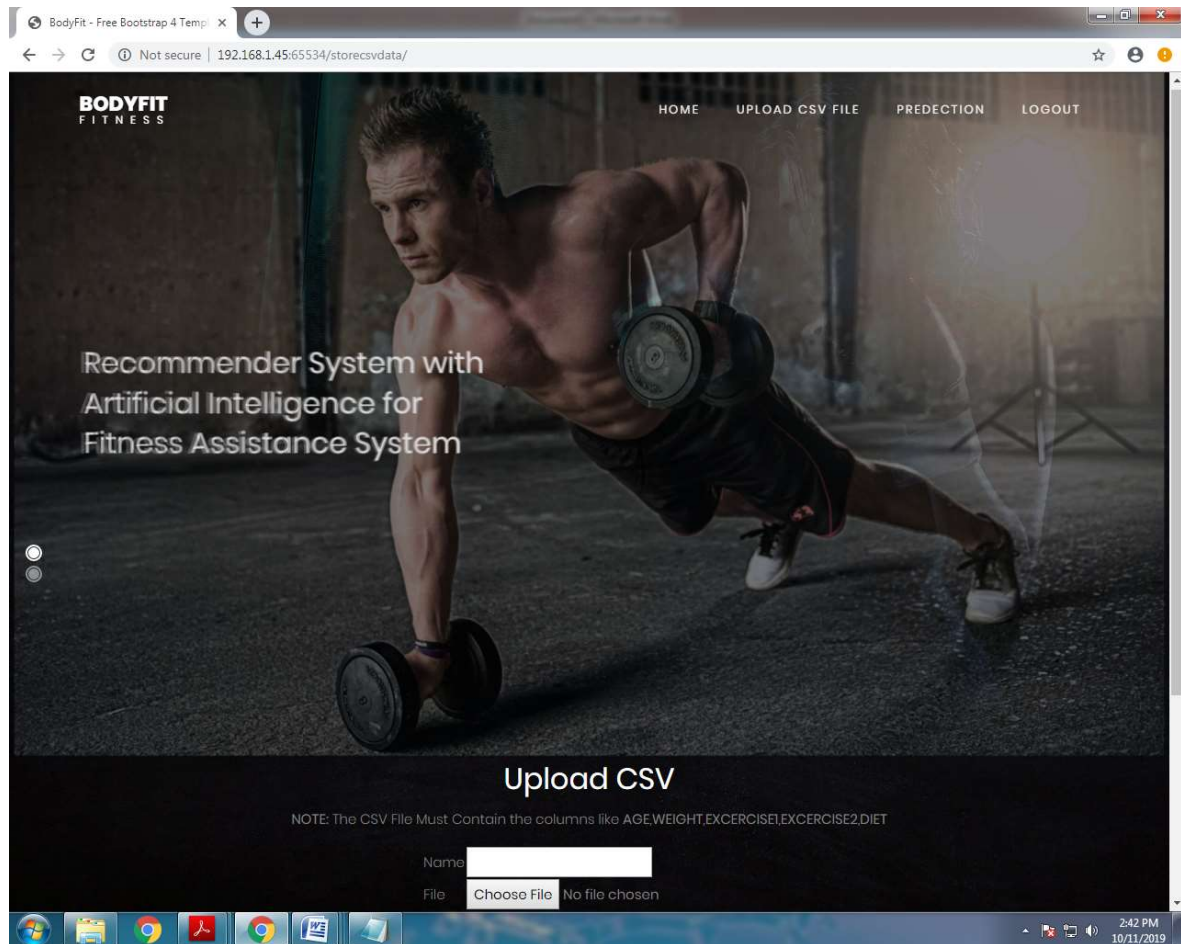 BodyFit - Free Bootstrap 4 Templ
Not secure | 192.168.1.45:65534/storecsvdata/
BODYFIT
FITNESS
HOME UPLOAD CSV FILE PREDECTION LOGOUT
Recommender System with
Artificial Intelligence for
Fitness Assistance System
Upload CSV
NOTE: The CSV FIle Must Contain the columns like AGE,WEIGHT,EXCERCISE1,EXCERCISE2,DIET
Name
File Choose File No file chosen
2:42 PM
10/11/2019